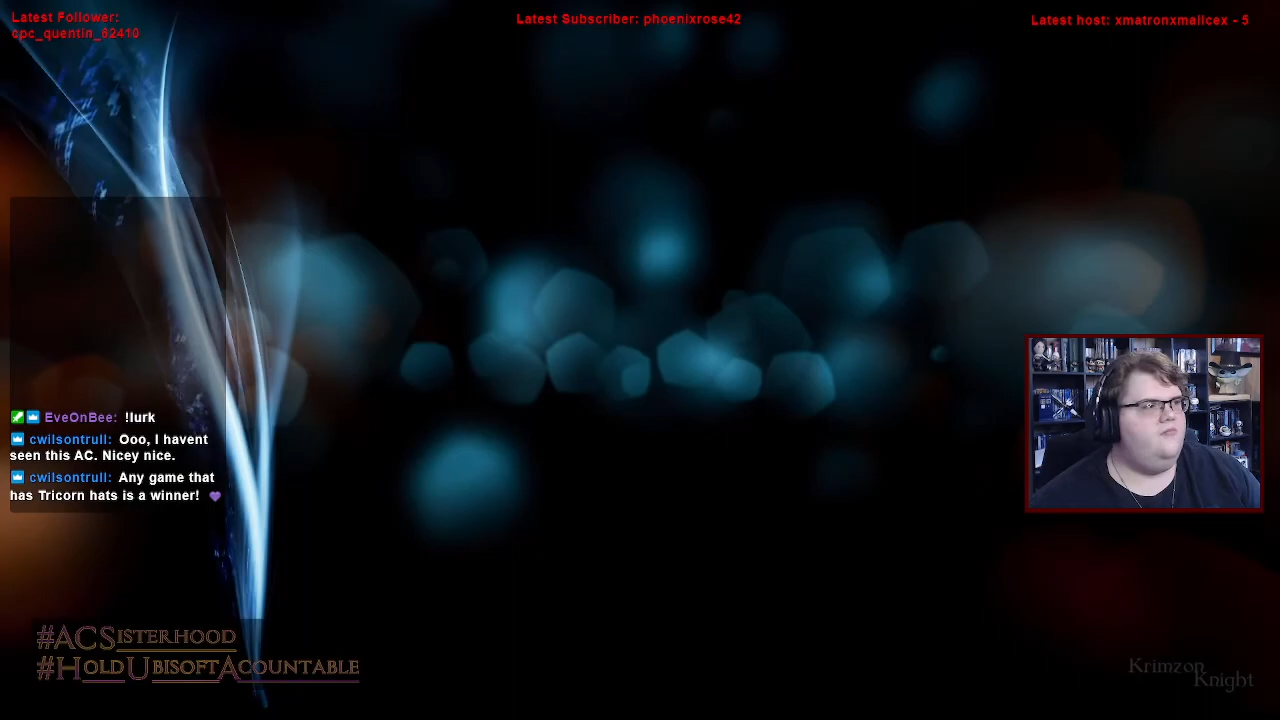 Latest Follower:
cpc_quentin_62410
Latest Subscriber: phoenixrose42
Latest host: xmatronxmalicex - 5
EveOnBee: !lurk
cwilsontrull: Ooo, I havent
seen this AC. Nicey nice.
cwilsontrull: Any game that
has Tricorn hats is a winner!
#ACSisterhood
#HoldUbisoftAcountable
Krimzon
Knight